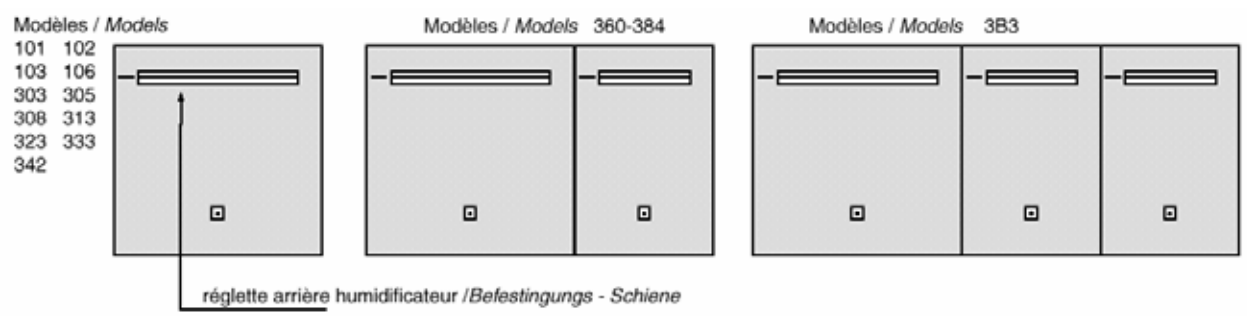 Modèles / Models
101 102
103 106
303 305
308 313
323 333
342
Modèles / Models 360-384
Modèles / Models 3B3
réglette arrière humidificateur /Befestingungs - Schiene